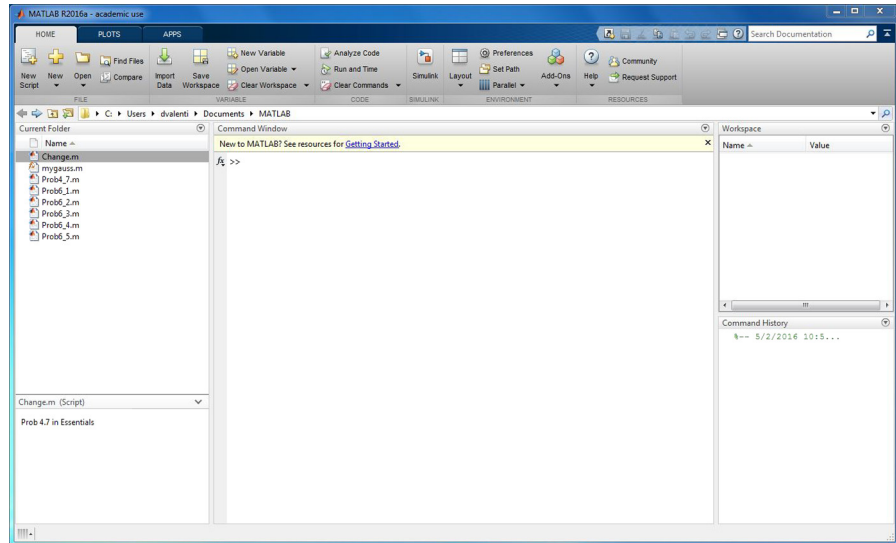 MATLAB R2016a - academic use
HOME PLOTS APPS
Search Documentation
New Script
New
Open
Find Files
Compare
Import Data
Save Workspace
New Variable
Open Variable
Clear Workspace
Analyze Code
Run and Time
Clear Commands
Simulink
Layout
Preferences
Set Path
Parallel
Add-Ons
Help
Community
Request Support
FILE VARIABLE CODE SIMULINK ENVIRONMENT RESOURCES
C: Users dvalenti Documents MATLAB
Current Folder
Name
Change.m
mygauss.m
Prob4_7.m
Prob6_1.m
Prob6_2.m
Prob6_3.m
Prob6_4.m
Prob6_5.m
Change.m (Script)
Prob 4.7 in Essentials
Command Window
New to MATLAB? See resources for Getting Started.
fx >>
Workspace
Name Value
Command History
%-- 5/2/2016 10:5...